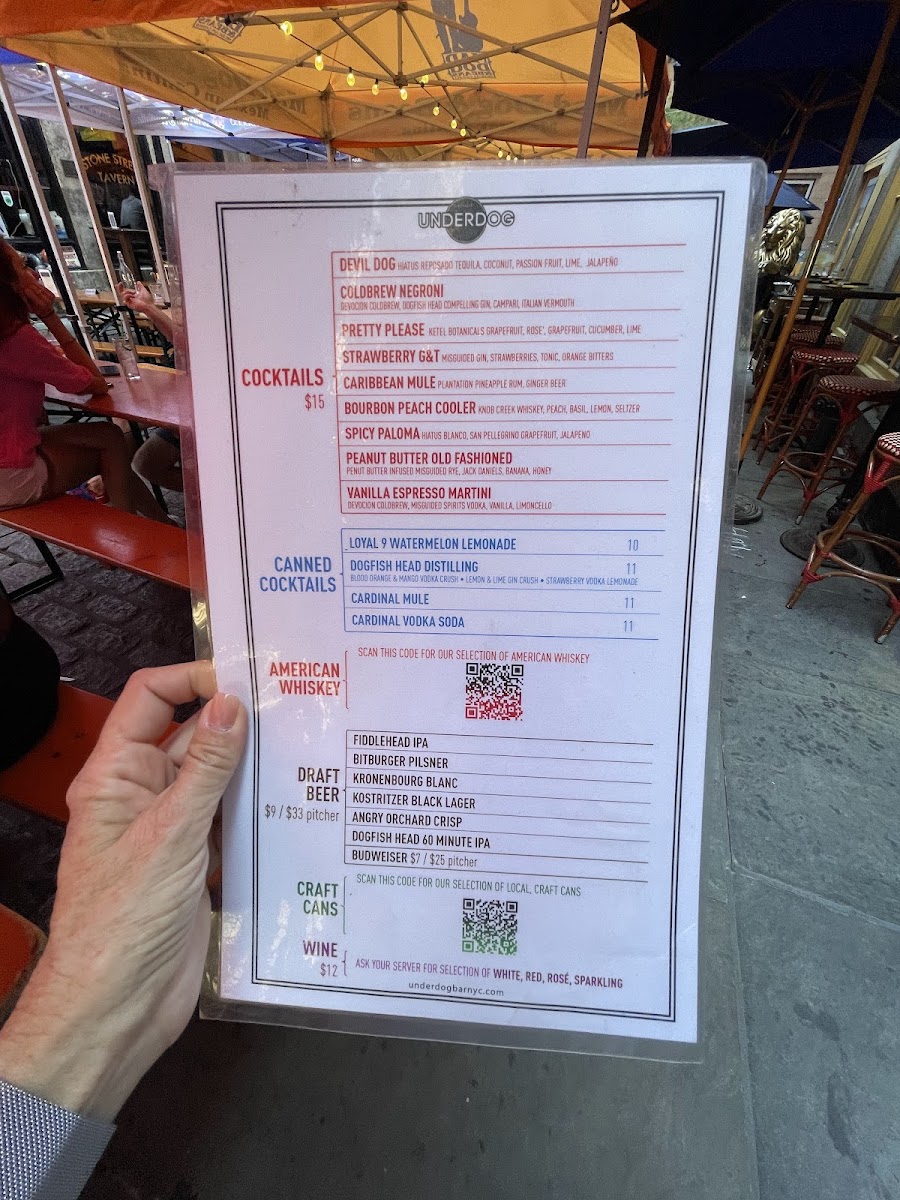 STONE STRE
TAVERN
UNDERDOG
COCKTAILS
$15
DEVIL DOG HIATUS REPOSADO TEQUILA, COCONUT, PASSION FRUIT, LIME, JALAPEÑO
COLDBREW NEGRONI
DEVOCION COLDBREW, DOGFISH HEAD COMPELLING GIN, CAMPARI, ITALIAN VERMOUTH
PRETTY PLEASE KETEL BOTANICALS GRAPEFRUIT, ROSE', GRAPEFRUIT, CUCUMBER, LIME
STRAWBERRY G&T MISGUIDED GIN, STRAWBERRIES, TONIC, ORANGE BITTERS
CARIBBEAN MULE PLANTATION PINEAPPLE RUM, GINGER BEER
BOURBON PEACH COOLER KNOB CREEK WHISKEY, PEACH, BASIL, LEMON, SELTZER
SPICY PALOMA HIATUS BLANCO, SAN PELLEGRINO GRAPEFRUIT, JALAPENO
PEANUT BUTTER OLD FASHIONED
PENUT BUTTER INFUSED MISGUIDED RYE, JACK DANIELS, BANANA, HONEY
VANILLA ESPRESSO MARTINI
DEVOCION COLDBREW, MISGUIDED SPIRITS VODKA, VANILLA, LIMONCELLO
CANNED
COCKTAILS
LOYAL 9 WATERMELON LEMONADE 10
DOGFISH HEAD DISTILLING 11
BLOOD ORANGE & MANGO VODKA CRUSH • LEMON & LIME GIN CRUSH • STRAWBERRY VODKA LEMONADE
CARDINAL MULE 11
CARDINAL VODKA SODA 11
AMERICAN
WHISKEY
SCAN THIS CODE FOR OUR SELECTION OF AMERICAN WHISKEY
DRAFT
BEER
$9 / $33 pitcher
FIDDLEHEAD IPA
BITBURGER PILSNER
KRONENBOURG BLANC
KOSTRITZER BLACK LAGER
ANGRY ORCHARD CRISP
DOGFISH HEAD 60 MINUTE IPA
BUDWEISER $7 / $25 pitcher
CRAFT
CANS
SCAN THIS CODE FOR OUR SELECTION OF LOCAL, CRAFT CANS
WINE
$12
ASK YOUR SERVER FOR SELECTION OF WHITE, RED, ROSÉ, SPARKLING
underdogbarnyc.com